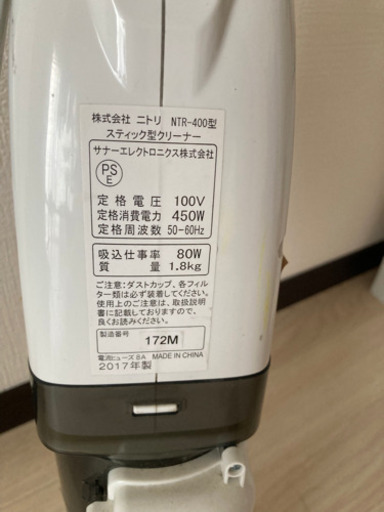 株式会社 ニトリ NTR-400型
スティック型クリーナー
サナーエレクトロニクス株式会社
PS
E
定格電圧 100V
定格消費電力 450W
定格周波数 50-60Hz
吸込仕事率 80W
質量 1.8kg
ご注意:ダストカップ、各フィル
ター類は必ず装着してください。
使用上のご注意は、取扱説明
書に記載してありますので、
良くお読みください。
製造番号 172M
電流ヒューズ 8A MADE IN CHINA
2017年製